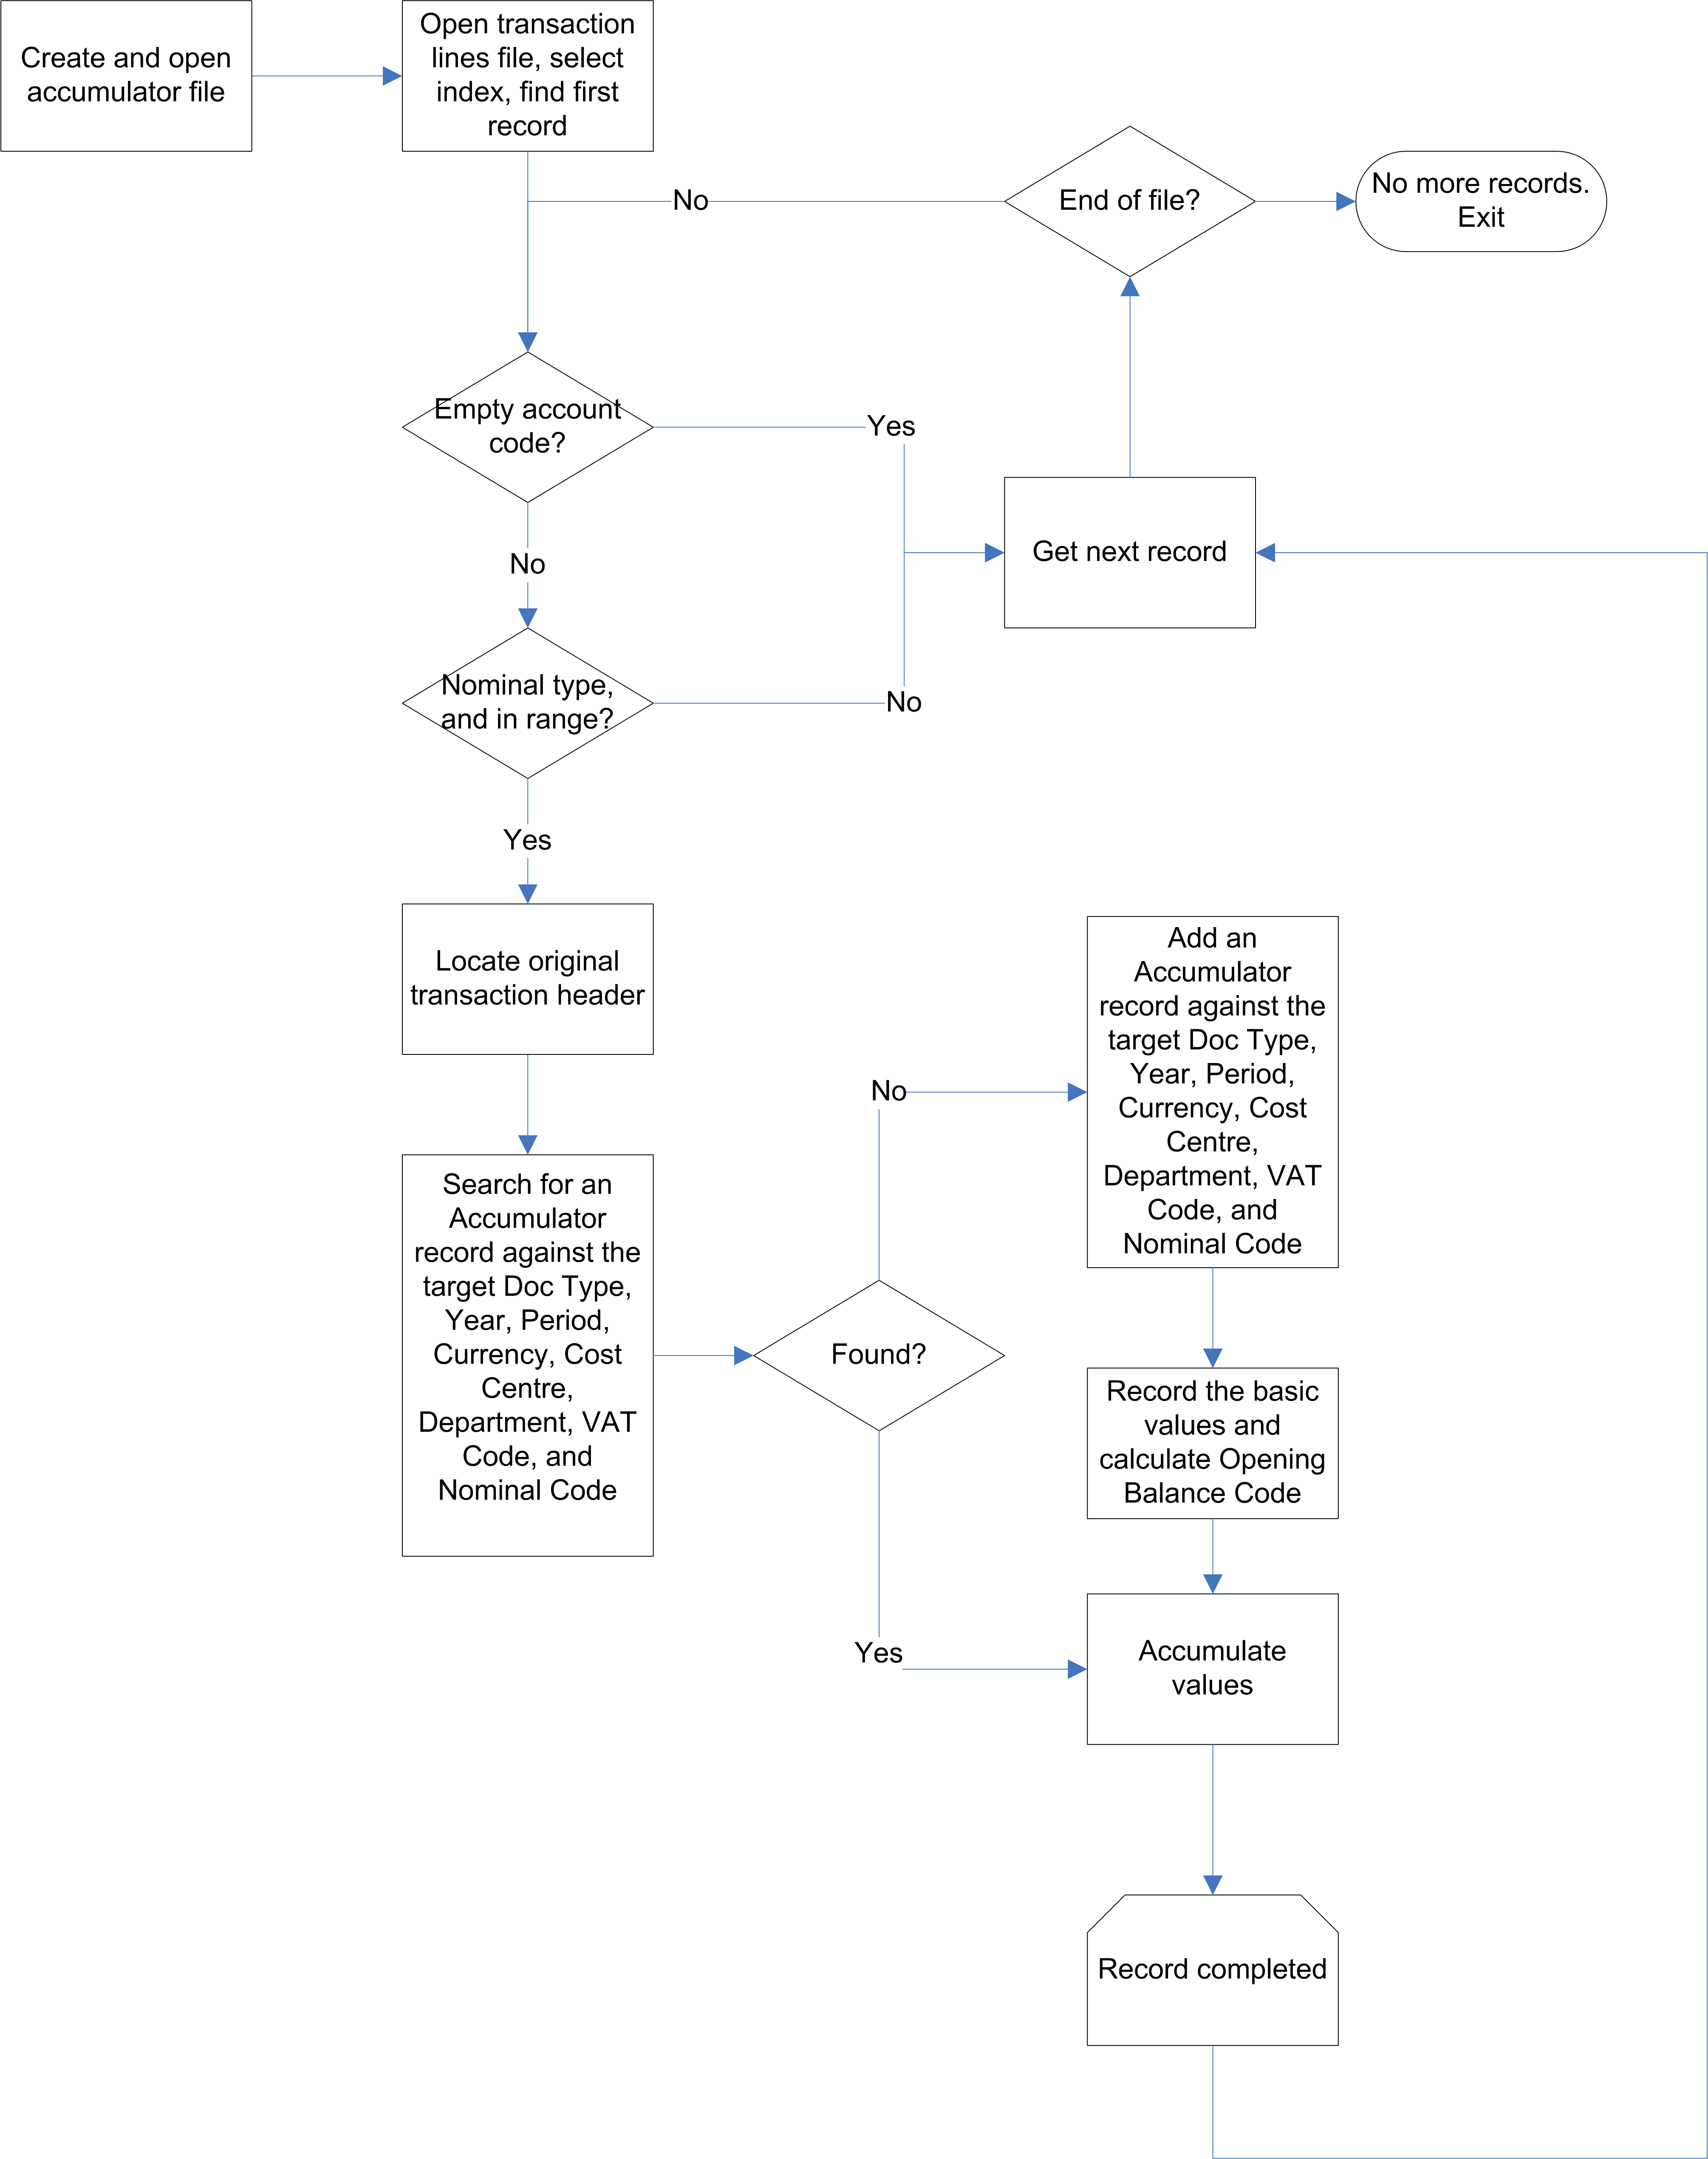 Create and open
accumulator file
Open transaction
lines file, select
index, find first
record
No
End of file?
No more records.
Exit
Empty account
code?
Yes
No
Get next record
Nominal type,
and in range?
No
Yes
Locate original
transaction header
Search for an
Accumulator
record against the
target Doc Type,
Year, Period,
Currency, Cost
Centre,
Department, VAT
Code, and
Nominal Code
Found?
No
Add an
Accumulator
record against the
target Doc Type,
Year, Period,
Currency, Cost
Centre,
Department, VAT
Code, and
Nominal Code
Record the basic
values and
calculate Opening
Balance Code
Yes
Accumulate
values
Record completed